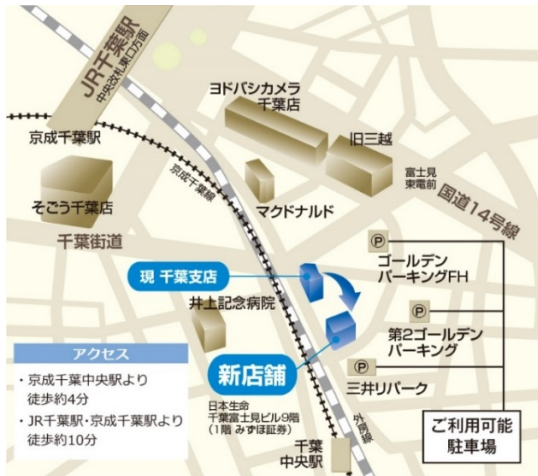 JR千葉駅
中央改札東口方面
京成千葉駅
京成千葉線
そごう千葉店
千葉街道
ヨドバシカメラ
千葉店
旧三越
富士見
東電前
国道14号線
マクドナルド
現 千葉支店
井上記念病院
新店舗
日本生命
千葉富士見ビル9階
(1階 みずほ証券)
外房線
千葉
中央駅
P
ゴールデン
パーキングFH
P
第2ゴールデン
パーキング
P
三井リパーク
ご利用可能
駐車場
アクセス
・京成千葉中央駅より
徒歩約4分
・JR千葉駅・京成千葉駅より
徒歩約10分